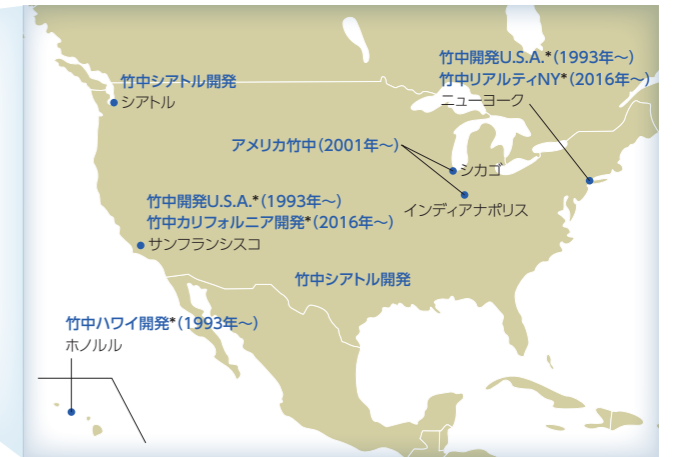 竹中シアトル開発
シアトル
竹中開発U.S.A.*(1993年～)
竹中リアルティNY*(2016年～)
ニューヨーク
アメリカ竹中(2001年～)
シカゴ
インディアナポリス
竹中開発U.S.A.*(1993年～)
竹中カリフォルニア開発*(2016年～)
サンフランシスコ
竹中シアトル開発
竹中ハワイ開発*(1993年～)
ホノルル